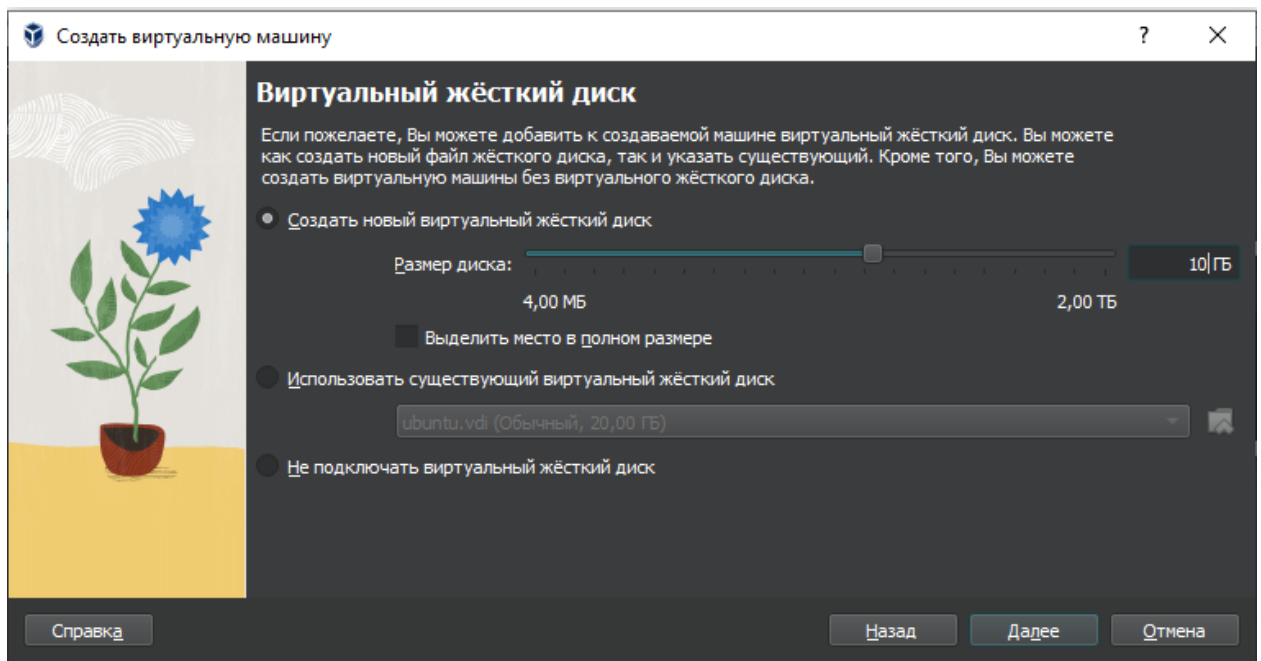 Создать виртуальную машину
?
Виртуальный жёсткий диск
Если пожелаете, Вы можете добавить к создаваемой машине виртуальный жёсткий диск. Вы можете
как создать новый файл жёсткого диска, так и указать существующий. Кроме того, Вы можете
создать виртуальную машины без виртуального жёсткого диска.
Создать новый виртуальный жёсткий диск
Размер диска:
10 ГБ
4,00 МБ
2,00 ТБ
Выделить место в полном размере
Использовать существующий виртуальный жёсткий диск
ubuntu.vdi (Обычный, 20,00 ГБ)
Не подключать виртуальный жёсткий диск
Справка
Назад
Далее
Отмена